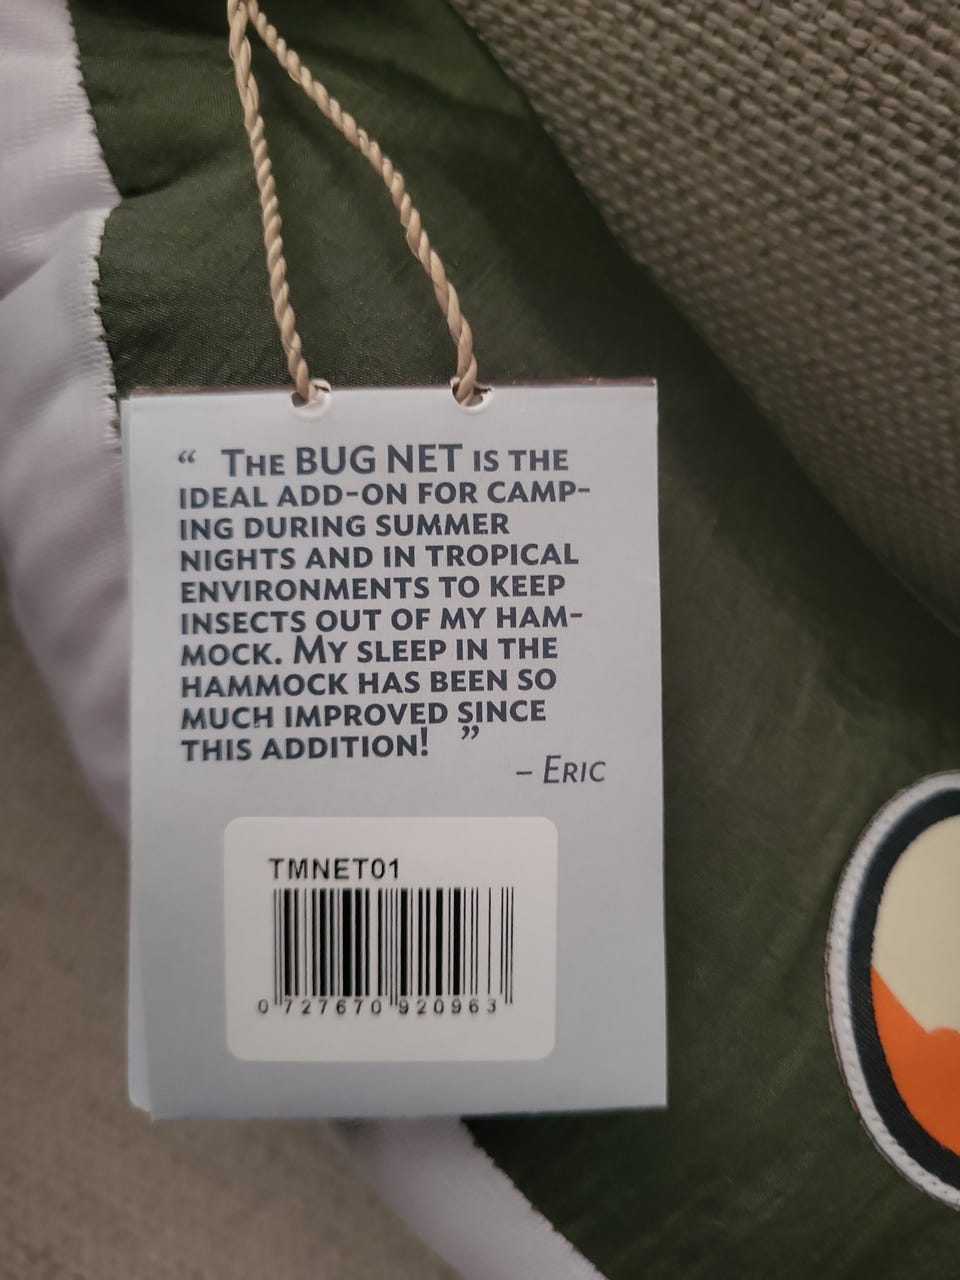 “ The BUG NET is the
ideal add-on for camp-
ing during summer
nights and in tropical
environments to keep
insects out of my ham-
mock. My sleep in the
hammock has been so
much improved since
this addition! ”
– Eric
TMNET01
0 727670 920963